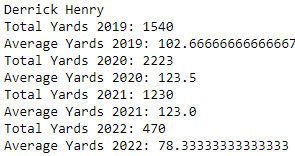 Derrick Henry
Total Yards 2019: 1540
Average Yards 2019: 102.66666666666667
Total Yards 2020: 2223
Average Yards 2020: 123.5
Total Yards 2021: 1230
Average Yards 2021: 123.0
Total Yards 2022: 470
Average Yards 2022: 78.33333333333333